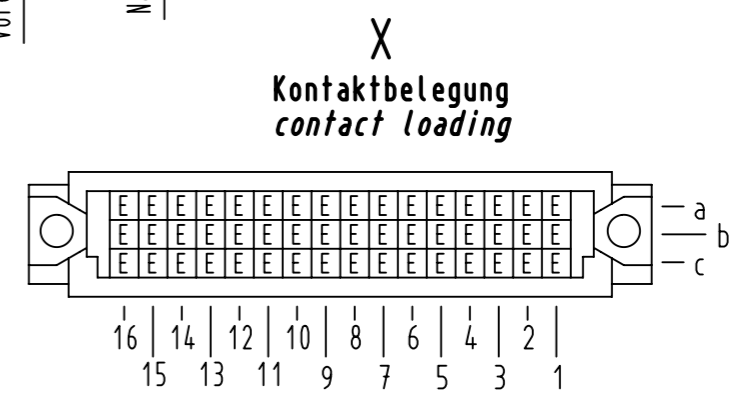 X
Kontaktbelegung
contact loading
E E E E E E E E E E E E E E E E a
E E E E E E E E E E E E E E E E b
E E E E E E E E E E E E E E E E c
16 14 12 10 8 6 4 2
15 13 11 9 7 5 3 1